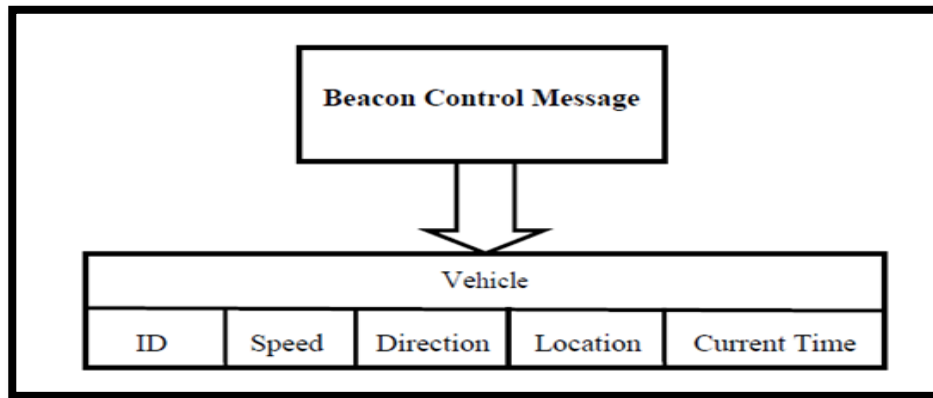 Beacon Control Message
Vehicle
ID Speed Direction Location Current Time